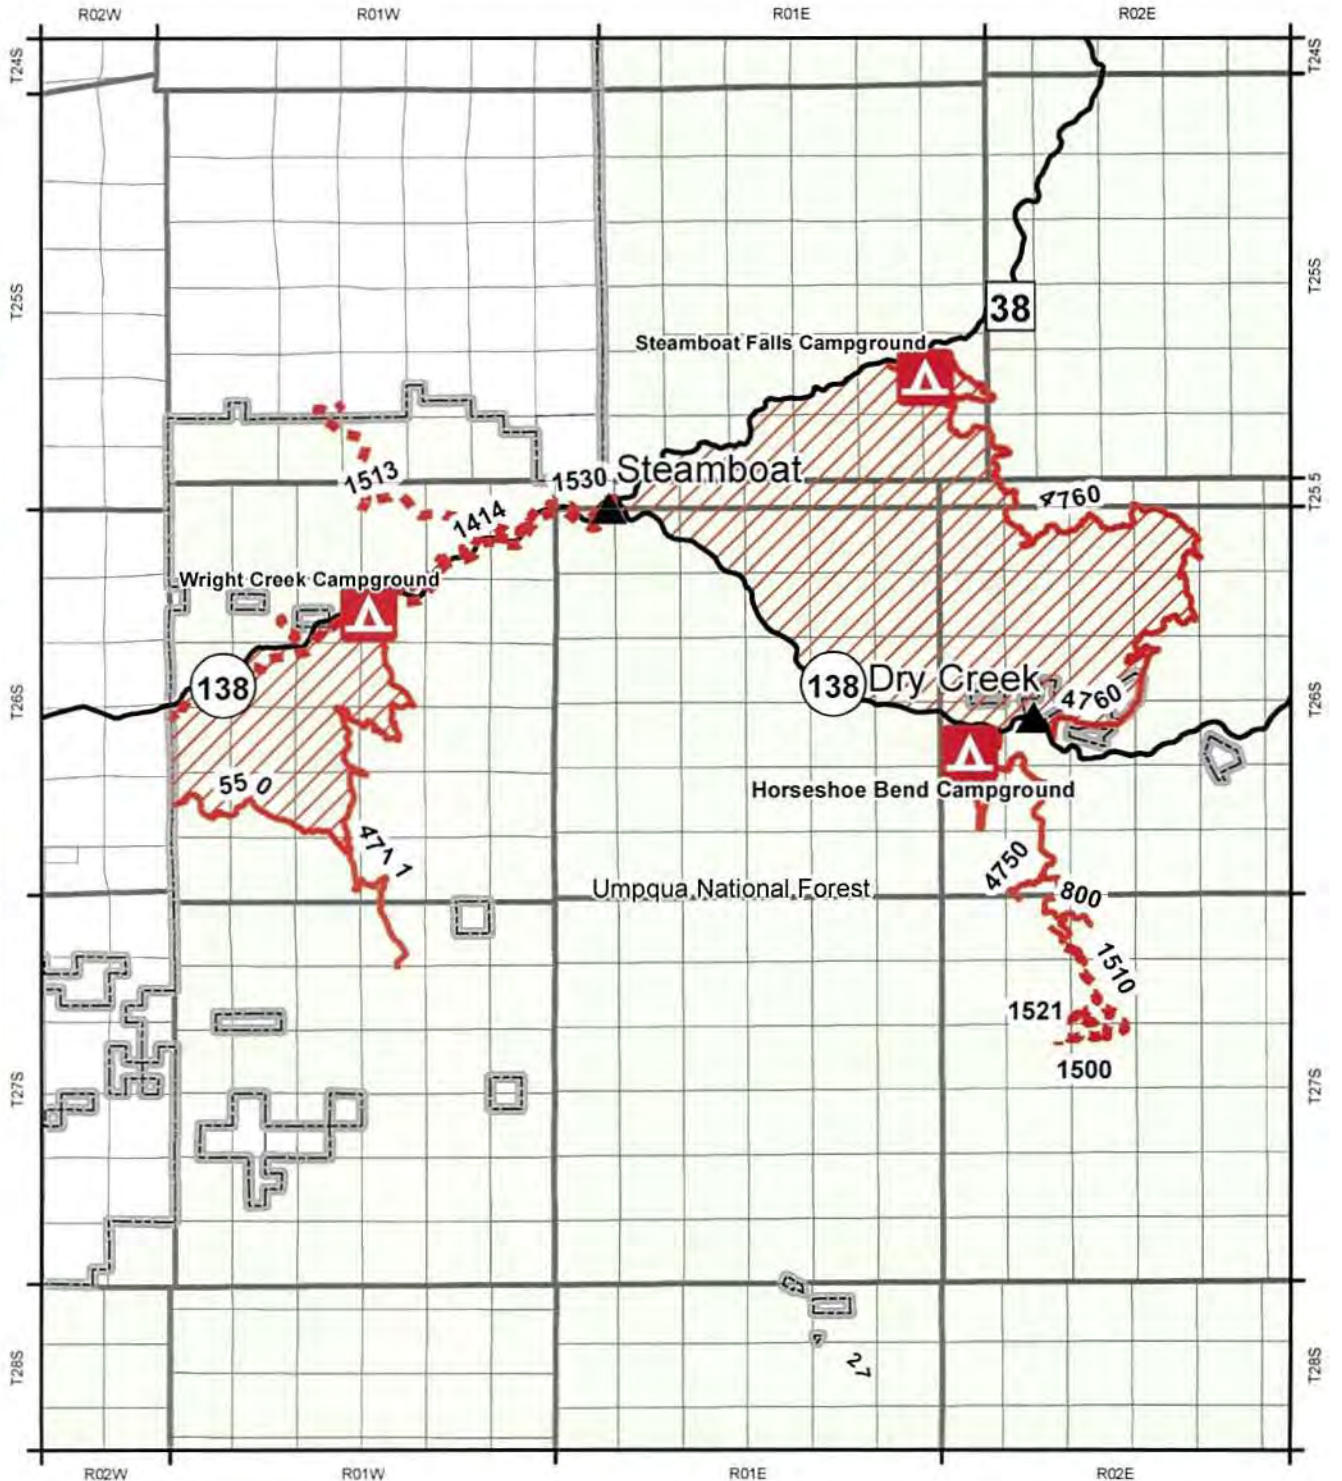 R02W R01W R01E R02E
T24S T24S
T25S T25S
38
Steamboat Falls Campground
1513
1530 Steamboat
1414
4760
T25S
Wright Creek Campground
138
138 Dry Creek
4760
T26S T26S
55 0
Horseshoe Bend Campground
471 1
4750
Umpqua National Forest
800
1510
1521
1500
T27S T27S
27
T28S T28S
R02W R01W R01E R02E